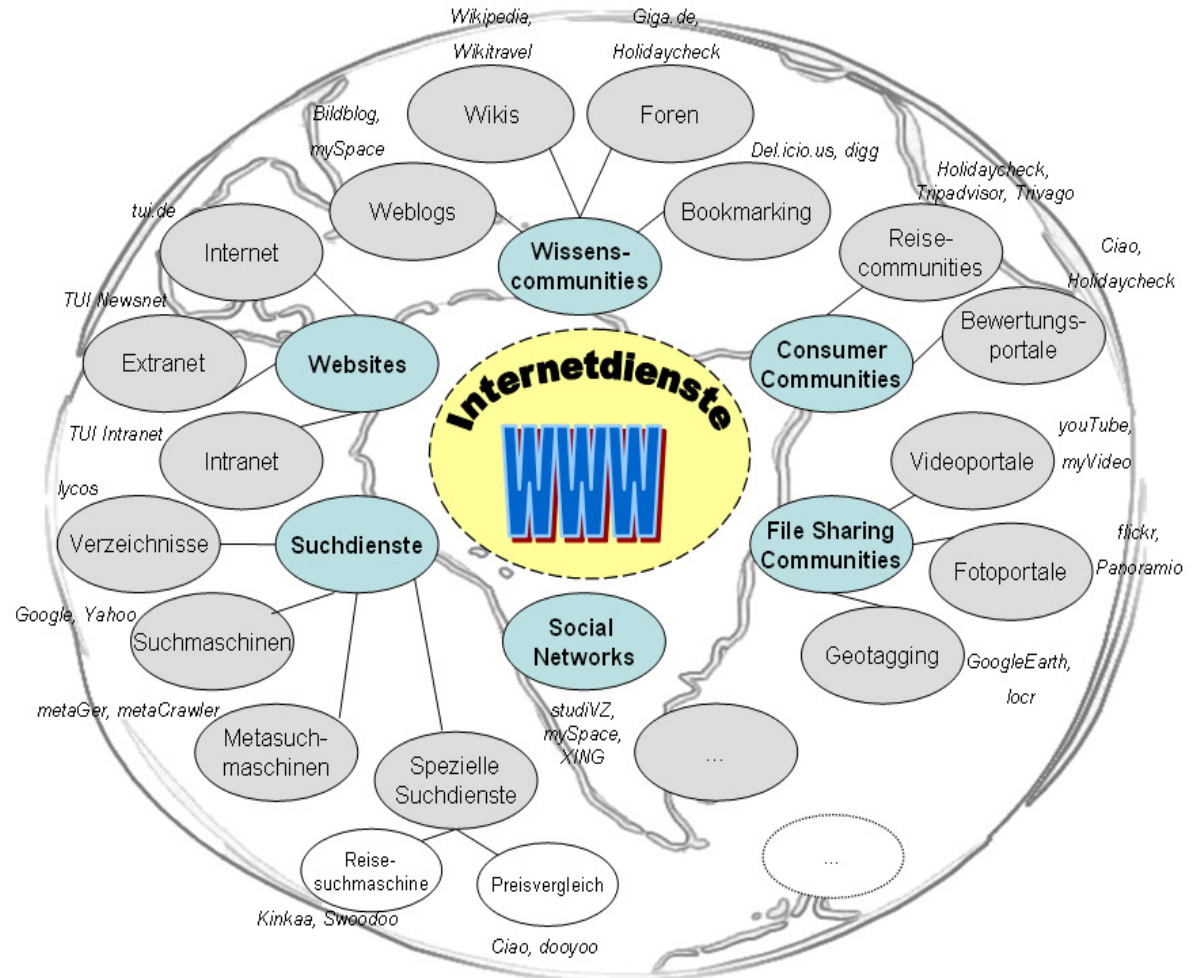 Wikipedia,
Wikitravel
Giga.de,
Holidaycheck
Wikis
Foren
Bildblog,
mySpace
Del.icio.us, digg
Weblogs
Bookmarking
Wissens-
communities
Holidaycheck,
Tripadvisor, Trivago
Reise-
communities
tui.de
Internet
Ciao,
Holidaycheck
Bewertungs-
portale
TUI Newsnet
Extranet
Websites
Consumer
Communities
Internetdienste
WWW
TUI Intranet
Intranet
youTube,
myVideo
Videoportale
lycos
Verzeichnisse
Suchdienste
File Sharing
Communities
flickr,
Panoramio
Fotoportale
Google, Yahoo
Suchmaschinen
Social
Networks
Geotagging
GoogleEarth,
locr
metaGer, metaCrawler
Metasuch-
maschinen
studiVZ,
mySpace,
XING
...
Spezielle
Suchdienste
Reise-
suchmaschine
Kinkaa, Swoodoo
Preisvergleich
Ciao, dooyoo
...